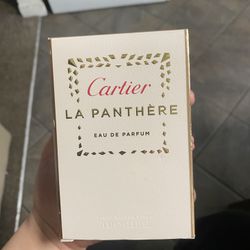 Cartier
LA PANTHÈRE
EAU DE PARFUM